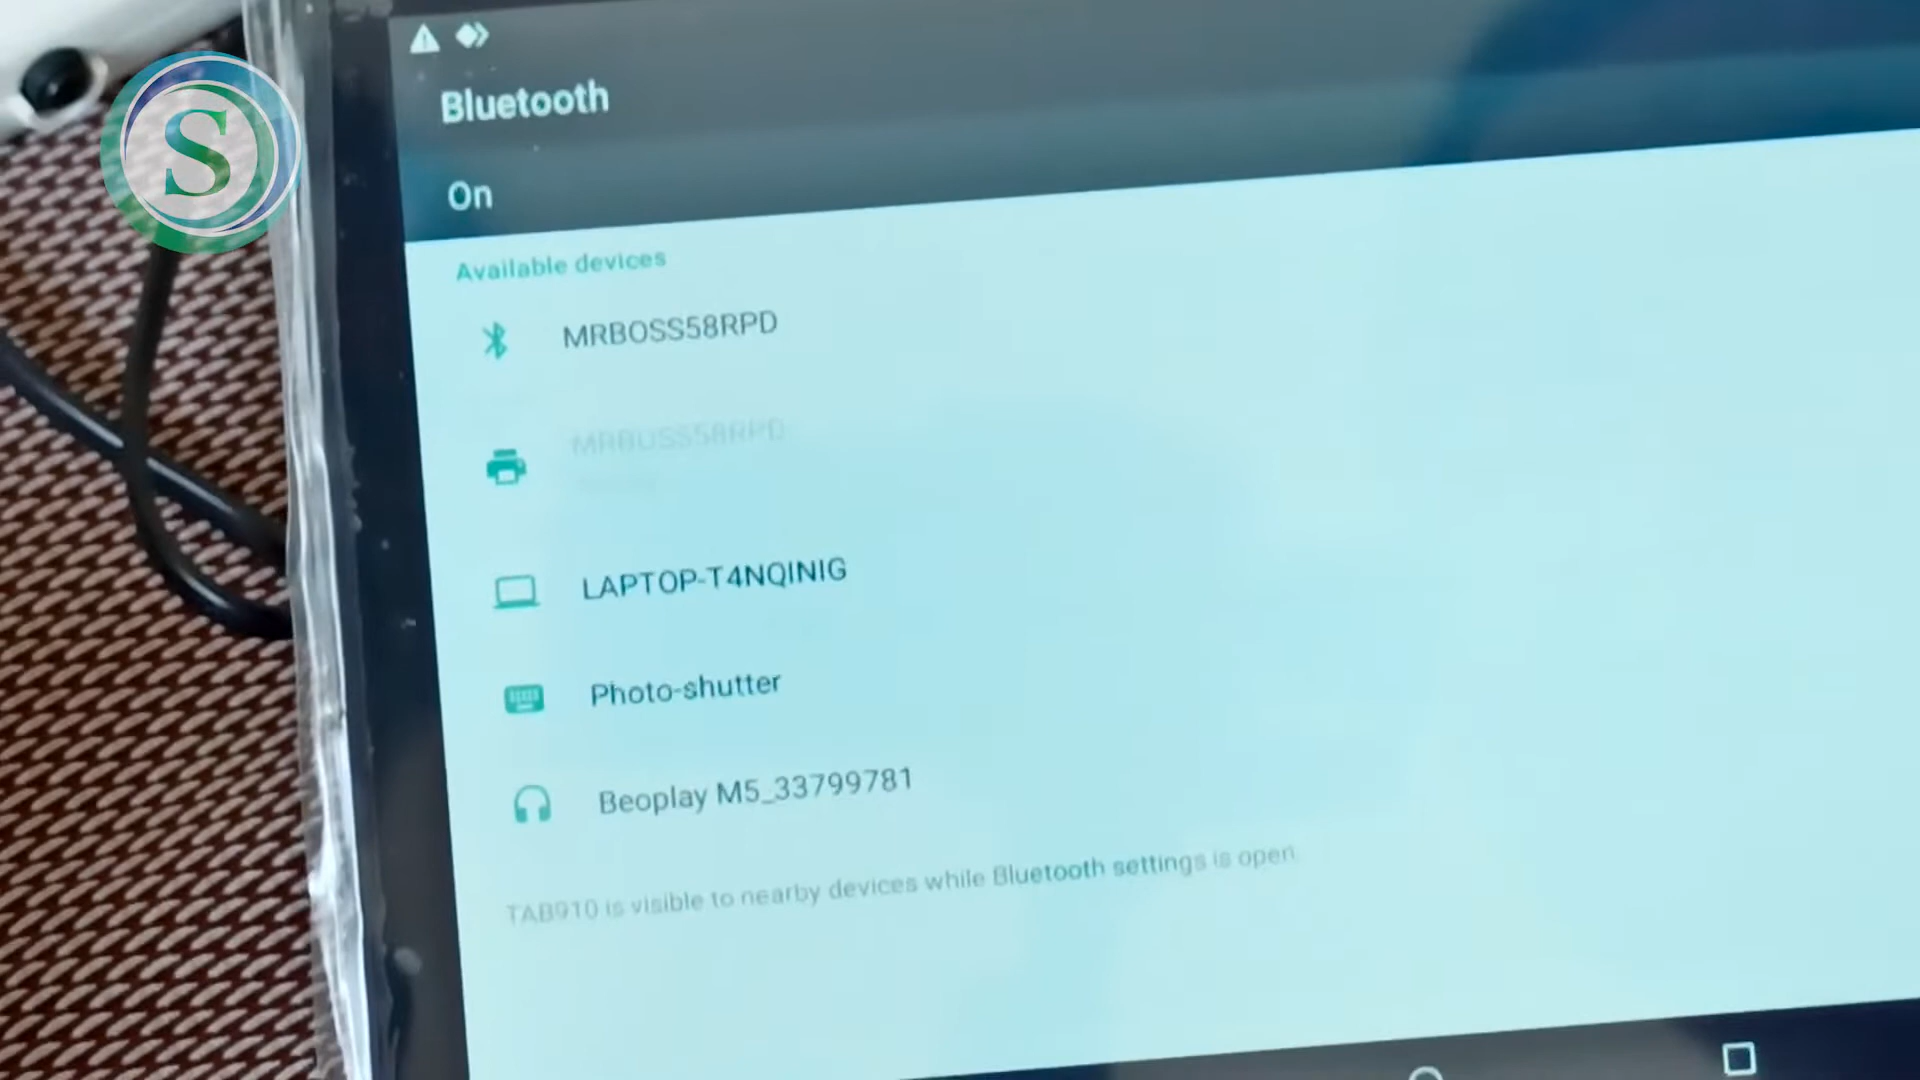 S
Bluetooth
On
Available devices
MRBOSS58RPD
MRBOSS58RPD
LAPTOP-T4NQINIG
Photo-shutter
Beoplay M5_33799781
TAB910 is visible to nearby devices while Bluetooth settings is open.